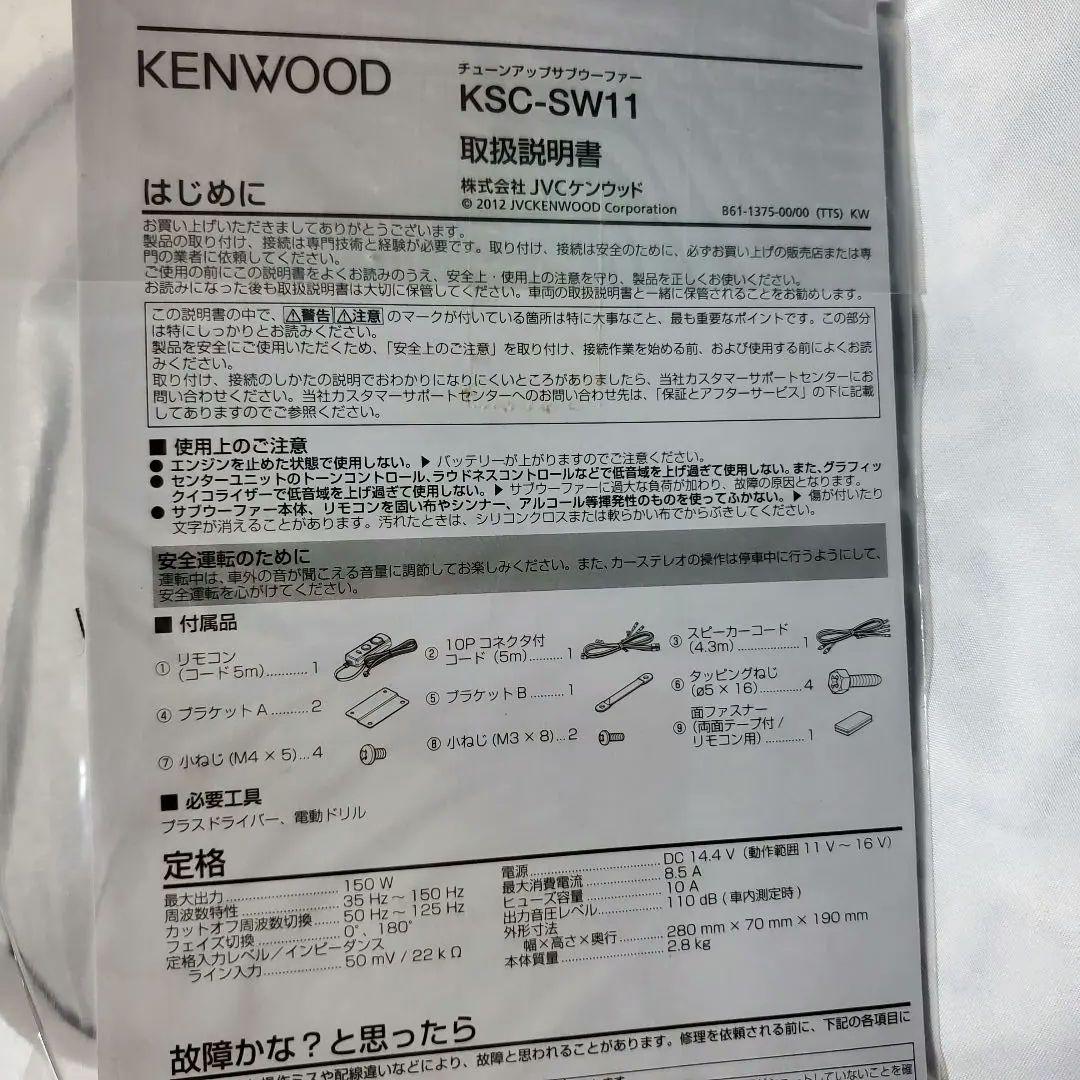 KENWOOD
チューンアップサブウーファー
KSC-SW11
取扱説明書
株式会社 JVCケンウッド
© 2012 JVCKENWOOD Corporation
B61-1375-00/00 (TTS) KW
はじめに
お買い上げいただきましてありがとうございます。
製品の取り付け、接続は専門技術と経験が必要です。取り付け、接続は安全のために、必ずお買い上げの販売店または専
門の業者に依頼してください。
ご使用の前にこの説明書をよくお読みのうえ、安全上・使用上の注意を守り、製品を正しくお使いください。
お読みになった後も取扱説明書は大切に保管してください。車両の取扱説明書と一緒に保管されることをお勧めします。
この説明書の中で、⚠警告 ⚠注意 のマークが付いている箇所は特に大事なこと、最も重要なポイントです。この部分
は特にしっかりとお読みください。
製品を安全にご使用いただくため、「安全上のご注意」を取り付け、接続作業を始める前、および使用する前によくお読
みください。
取り付け、接続のしかたの説明でおわかりになりにくいところがありましたら、当社カスタマーサポートセンターにお
問い合わせください。当社カスタマーサポートセンターへのお問い合わせ先は、「保証とアフターサービス」の下に記載
してありますのでご参照ください。
■ 使用上のご注意
● エンジンを止めた状態で使用しない。▶ バッテリーが上がりますのでご注意ください。
● センターユニットのトーンコントロール、ラウドネスコントロールなどで低音域を上げ過ぎて使用しない。また、グラフィッ
クイコライザーで低音域を上げ過ぎて使用しない。▶ サブウーファーに過大な負荷が加わり、故障の原因となります。
● サブウーファー本体、リモコンを固い布やシンナー、アルコール等揮発性のものを使ってふかない。▶ 傷が付いたり
文字が消えることがあります。汚れたときは、シリコンクロスまたは軟らかい布でからぶきしてください。
安全運転のために
運転中は、車外の音が聞こえる音量に調節してお楽しみください。また、カーステレオの操作は停車中に行うようにして、
安全運転を心がけてください。
■ 付属品
① リモコン
(コード5m)............1
② 10Pコネクタ付
コード (5m)..........1
③ スピーカーコード
(4.3m)..................1
④ ブラケットA..........2
⑤ ブラケットB..........1
⑥ タッピングねじ
(ø5 × 16)............4
⑦ 小ねじ (M4 × 5)...4
⑧ 小ねじ (M3 × 8)...2
⑨ 面ファスナー
(両面テープ付/
リモコン用)...........1
■ 必要工具
プラスドライバー、電動ドリル
定格
最大出力..............................150 W
周波数特性.........................35 Hz～150 Hz
カットオフ周波数切換......50 Hz～125 Hz
フェイズ切換....................0°、180°
定格入力レベル／インピーダンス
ライン入力....................50 mV / 22 kΩ
電源..............................DC 14.4 V (動作範囲 11 V～16 V)
最大消費電流.................8.5 A
ヒューズ容量.................10 A
出力音圧レベル..............110 dB (車内測定時)
外形寸法
幅×高さ×奥行...........280 mm × 70 mm × 190 mm
本体質量.......................2.8 kg
故障かな？と思ったら
操作ミスや配線違いなどにより、故障と思われることがあります。修理を依頼される前に、下記の各項目に